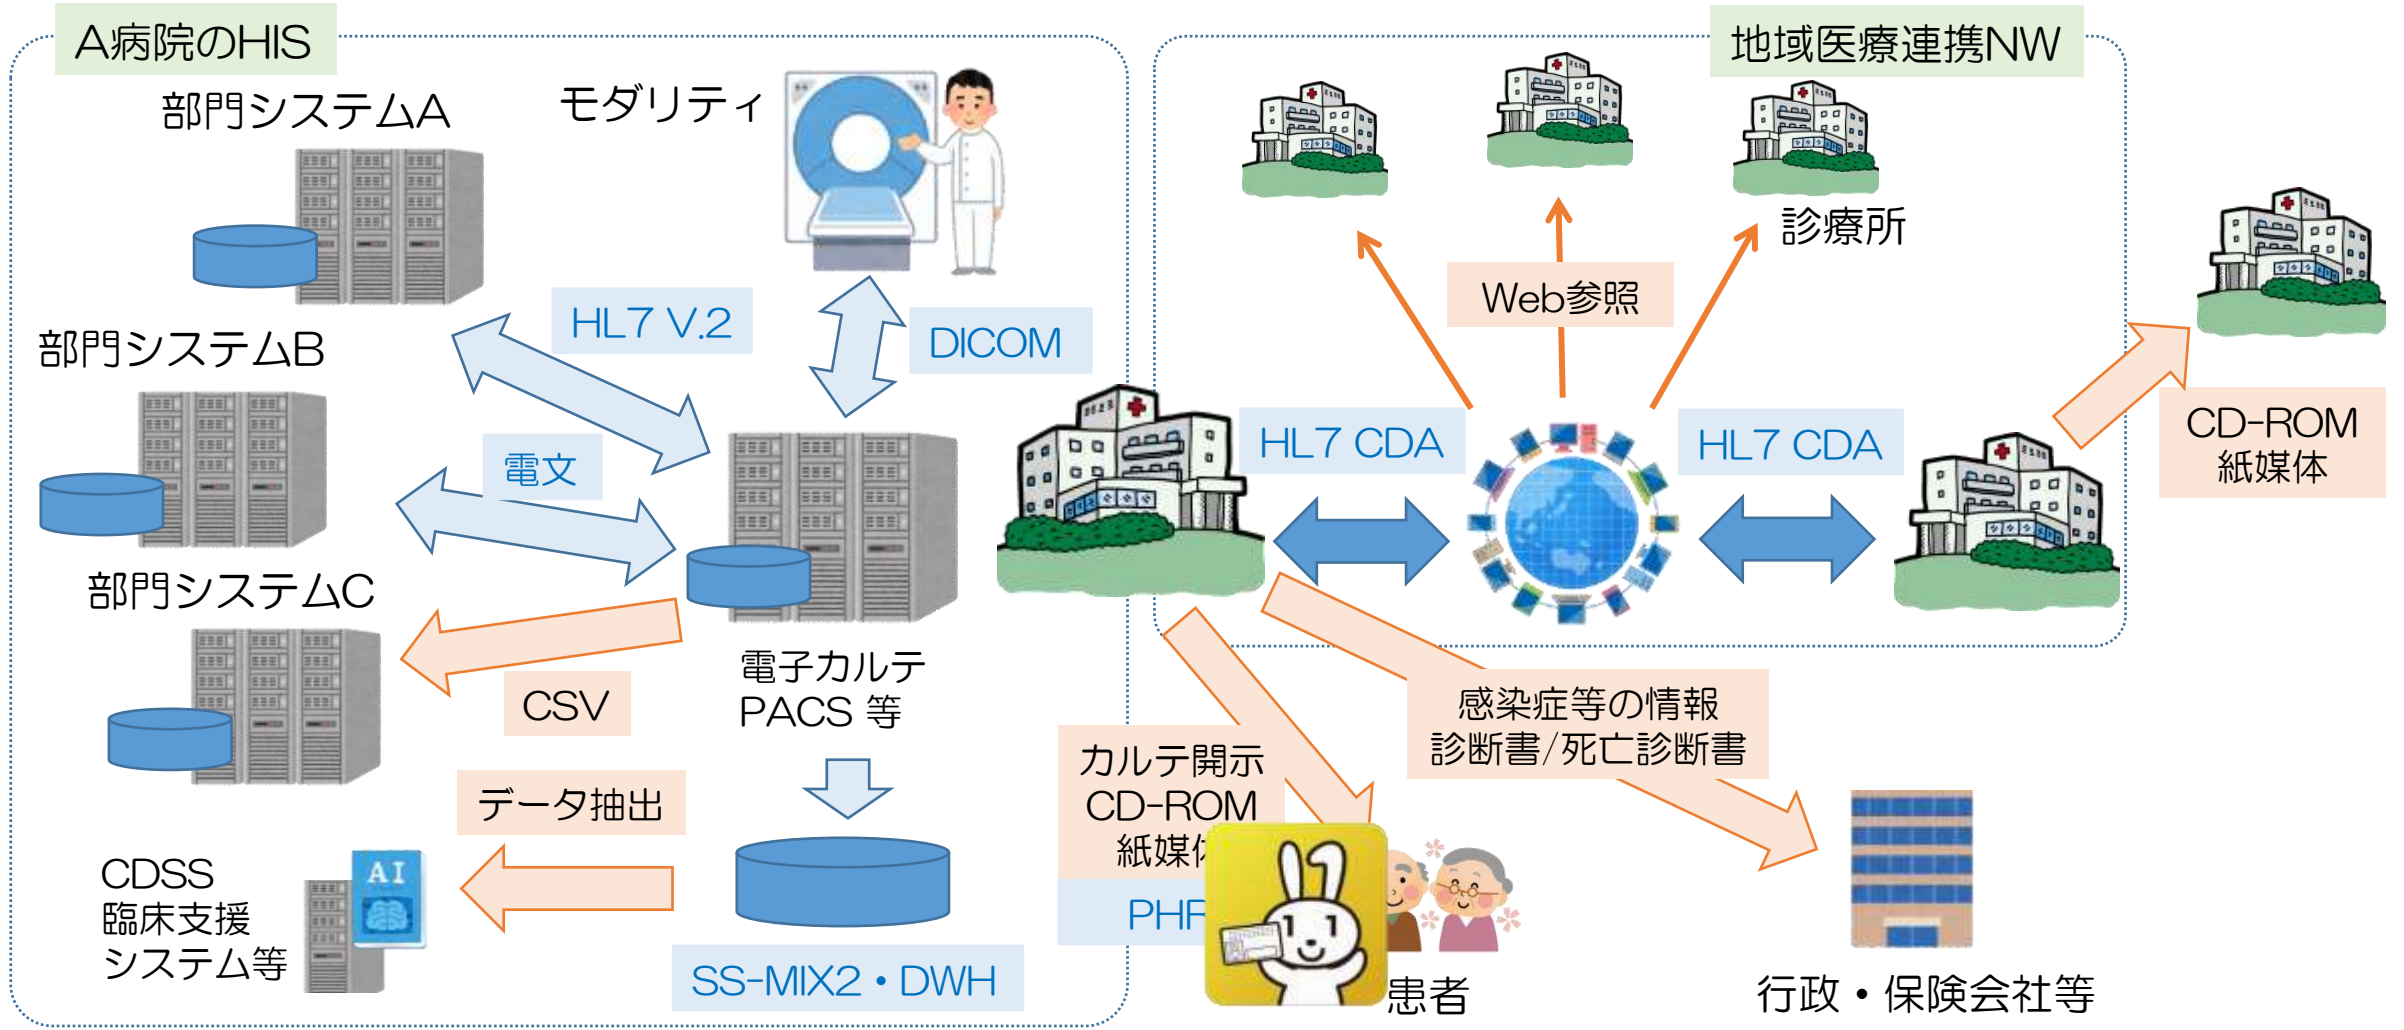 A病院のHIS
地域医療連携NW
部門システムA
モダリティ
診療所
HL7 V.2
DICOM
Web参照
部門システムB
電文
HL7 CDA
HL7 CDA
CD-ROM
紙媒体
部門システムC
CSV
電子カルテ
PACS 等
感染症等の情報
診断書/死亡診断書
データ抽出
カルテ開示
CD-ROM
紙媒体
PHR
CDSS
臨床支援
システム等
AI
SS-MIX2・DWH
患者
行政・保険会社等